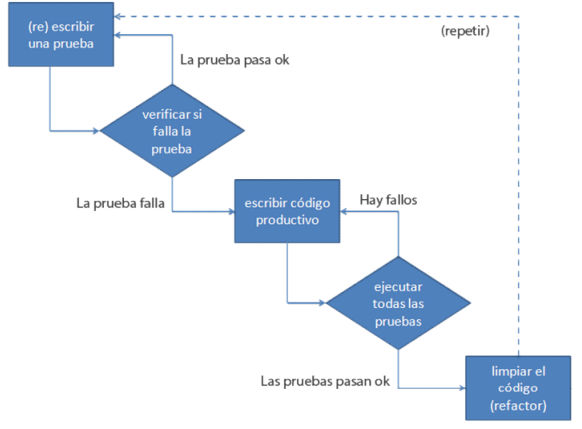 (re) escribir
una prueba
(repetir)
La prueba pasa ok
verificar si
falla la
prueba
La prueba falla
escribir código
productivo
Hay fallos
ejecutar
todas las
pruebas
Las pruebas pasan ok
limpiar el
código
(refactor)